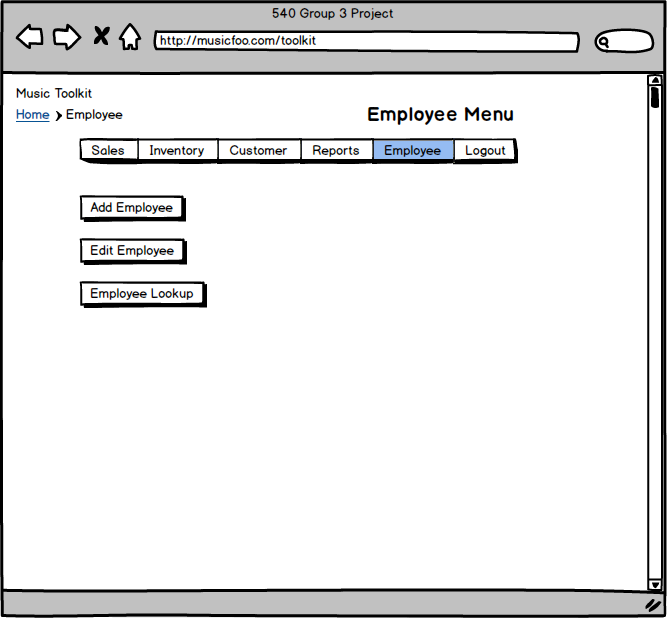 540 Group 3 Project
http://musicfoo.com/toolkit
Music Toolkit
Home Employee
Employee Menu
Sales Inventory Customer Reports Employee Logout
Add Employee
Edit Employee
Employee Lookup